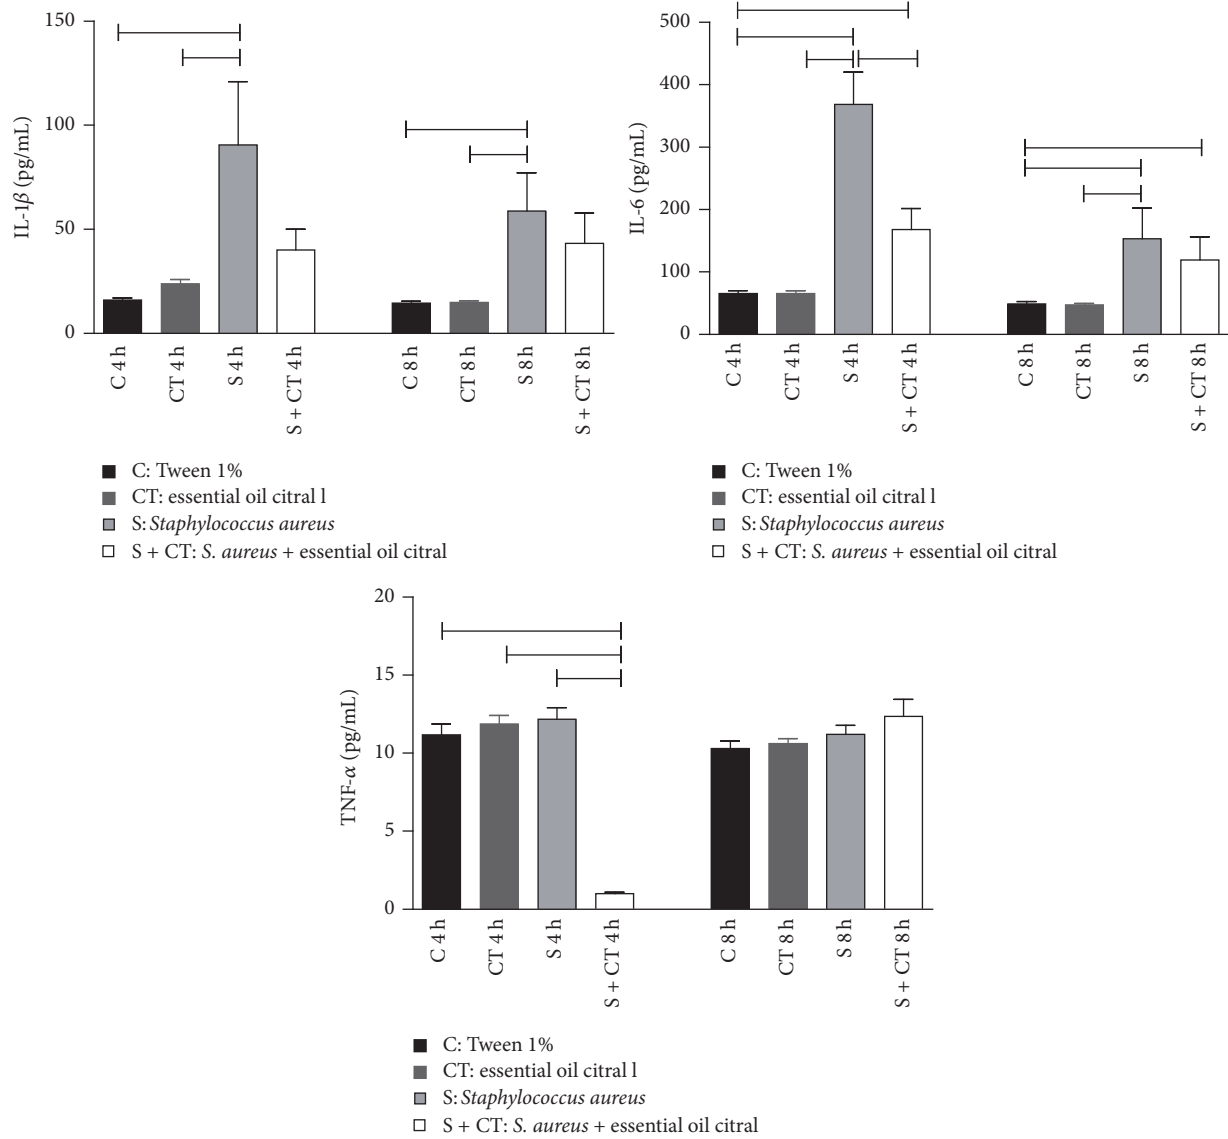 150
100
50
0
IL-1β (pg/mL)
C 4 h
CT 4 h
S 4 h
S + CT 4 h
C 8 h
CT 8 h
S 8 h
S + CT 8 h
C: Tween 1%
CT: essential oil citral l
S: Staphylococcus aureus
S + CT: S. aureus + essential oil citral
500
400
300
200
100
0
IL-6 (pg/mL)
C 4 h
CT 4 h
S 4 h
S + CT 4 h
C 8 h
CT 8 h
S 8 h
S + CT 8 h
C: Tween 1%
CT: essential oil citral l
S: Staphylococcus aureus
S + CT: S. aureus + essential oil citral
20
15
10
5
0
TNF-α (pg/mL)
C 4 h
CT 4 h
S 4 h
S + CT 4 h
C 8 h
CT 8 h
S 8 h
S + CT 8 h
C: Tween 1%
CT: essential oil citral l
S: Staphylococcus aureus
S + CT: S. aureus + essential oil citral